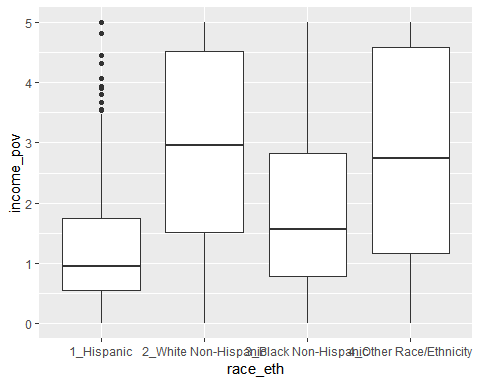 income_pov
5
4
3
2
1
0
1_Hispanic 2_White Non-Hispanic 3_Black Non-Hispanic 4_Other Race/Ethnicity
race_eth